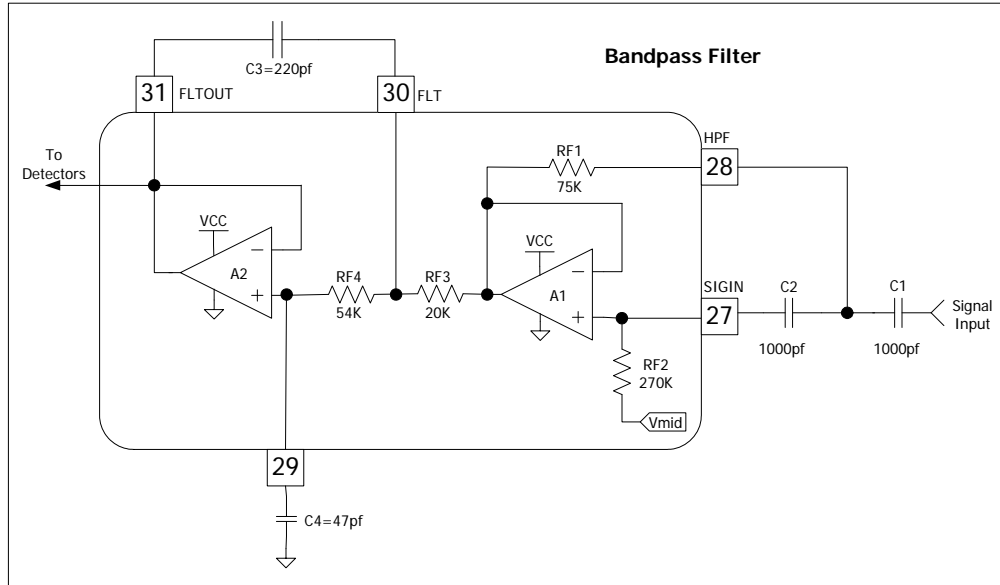 Bandpass Filter
C3=220pf
31
FLTOUT
30
FLT
HPF
28
RF1
75K
To
Detectors
VCC
A2
−
+
RF4
54K
RF3
20K
VCC
A1
−
+
SIGIN
27
C2
1000pf
C1
1000pf
Signal
Input
RF2
270K
Vmid
29
C4=47pf